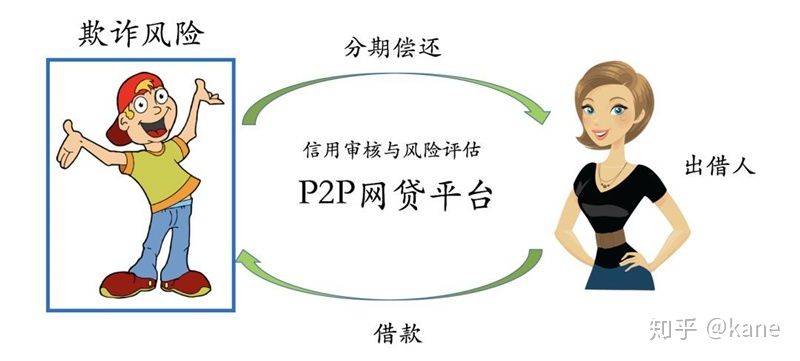 欺诈风险
分期偿还
信用审核与风险评估
P2P网贷平台
出借人
借款
知乎 @kane